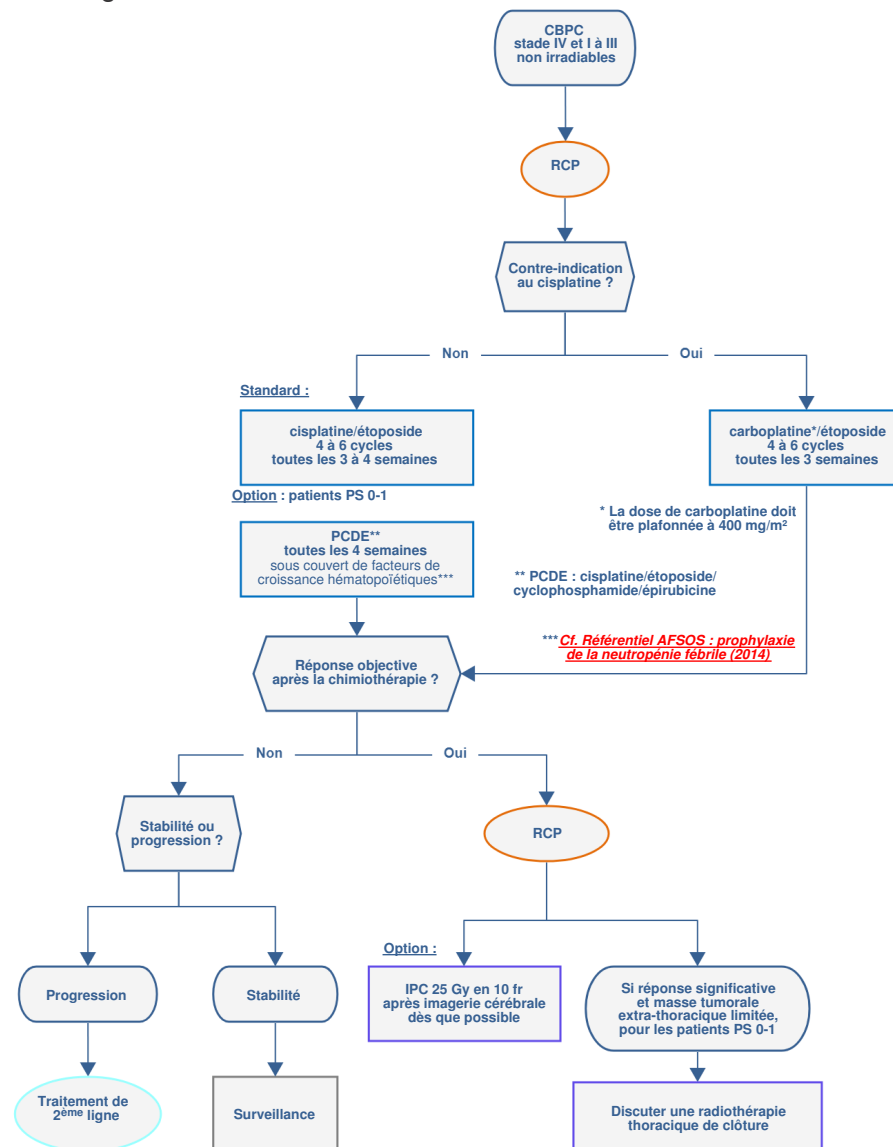 CBPC
stade IV et I à III
non irradiables
RCP
Contre-indication
au cisplatine ?
Non
Oui
Standard :
cisplatine/étoposide
4 à 6 cycles
toutes les 3 à 4 semaines
carboplatine*/étoposide
4 à 6 cycles
toutes les 3 semaines
Option : patients PS 0-1
* La dose de carboplatine doit
être plafonnée à 400 mg/m²
PCDE**
toutes les 4 semaines
sous couvert de facteurs de
croissance hématopoïétiques***
** PCDE : cisplatine/étoposide/
cyclophosphamide/épirubicine
***Cf. Référentiel AFSOS : prophylaxie
de la neutropénie fébrile (2014)
Réponse objective
après la chimiothérapie ?
Non
Oui
Stabilité ou
progression ?
RCP
Option :
Progression
Stabilité
IPC 25 Gy en 10 fr
après imagerie cérébrale
dès que possible
Si réponse significative
et masse tumorale
extra-thoracique limitée,
pour les patients PS 0-1
Traitement de
2ème ligne
Surveillance
Discuter une radiothérapie
thoracique de clôture